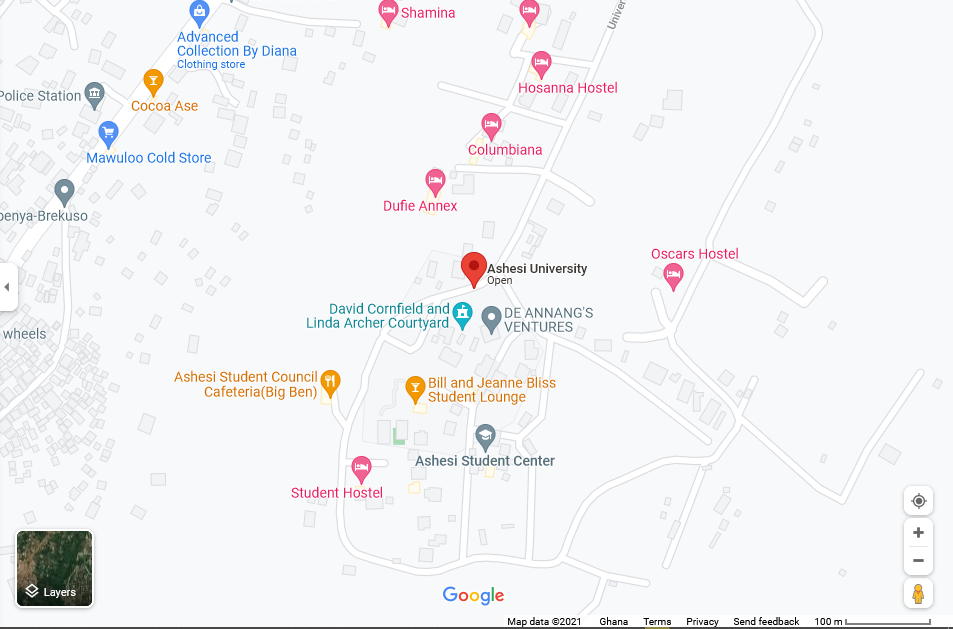 Shamina
Univer
Advanced
Collection By Diana
Clothing store
Hosanna Hostel
Police Station
Cocoa Ase
Columbiana
Mawuloo Cold Store
Dufie Annex
penya-Brekuso
Oscars Hostel
Ashesi University
Open
David Cornfield and
Linda Archer Courtyard
DE ANNANG'S
VENTURES
wheels
Ashesi Student Council
Cafeteria(Big Ben)
Bill and Jeanne Bliss
Student Lounge
Ashesi Student Center
Student Hostel
Layers
Google
Map data ©2021 Ghana Terms Privacy Send feedback 100 m